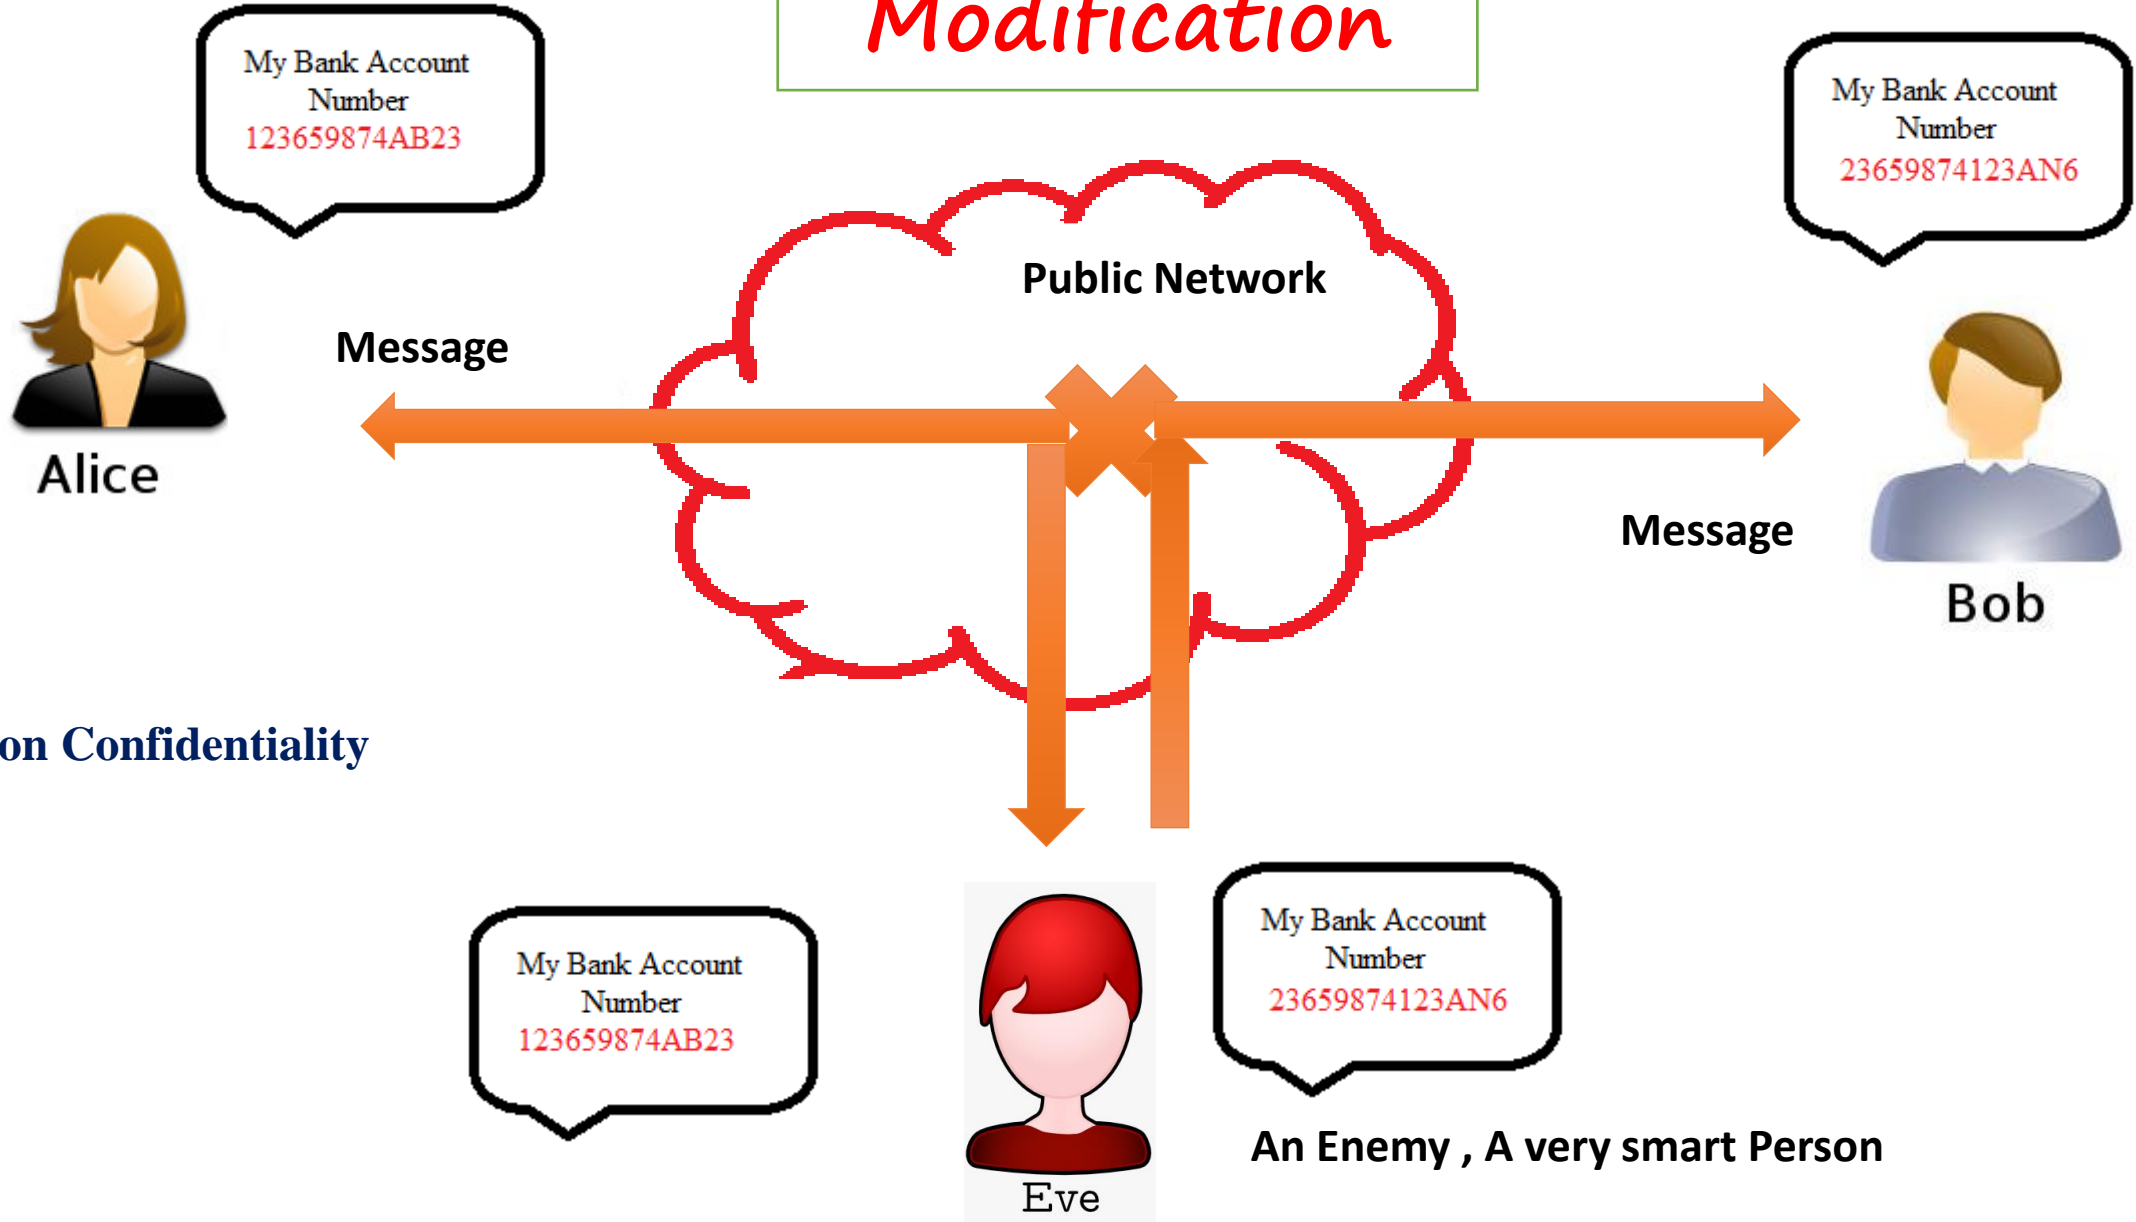 Modification
My Bank Account
Number
123659874AB23
My Bank Account
Number
23659874123AN6
Public Network
Message
Alice
Message
Bob
on Confidentiality
My Bank Account
Number
123659874AB23
My Bank Account
Number
23659874123AN6
An Enemy , A very smart Person
Eve